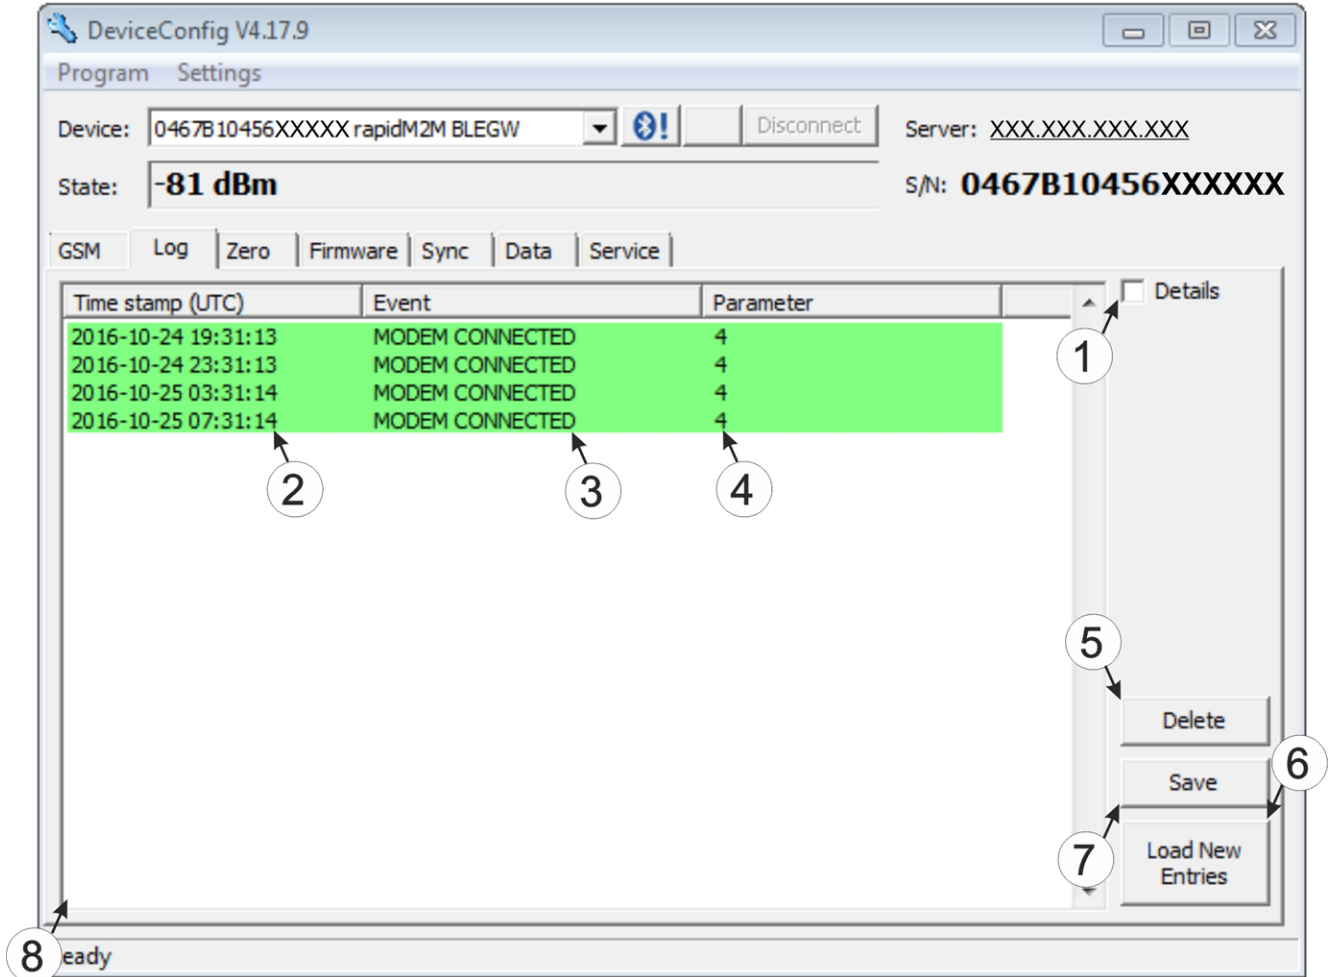 DeviceConfig V4.17.9
Program Settings
Device: 0467B10456XXXXX rapidM2M BLEGW ! Disconnect Server: XXX.XXX.XXX.XXX
State: -81 dBm S/N: 0467B10456XXXXXX
GSM Log Zero Firmware Sync Data Service
Time stamp (UTC) Event Parameter Details
2016-10-24 19:31:13 MODEM CONNECTED 4
2016-10-24 23:31:13 MODEM CONNECTED 4
2016-10-25 03:31:14 MODEM CONNECTED 4
2016-10-25 07:31:14 MODEM CONNECTED 4
1
2 3 4
5
Delete
6
Save
7
Load New
Entries
8
eady